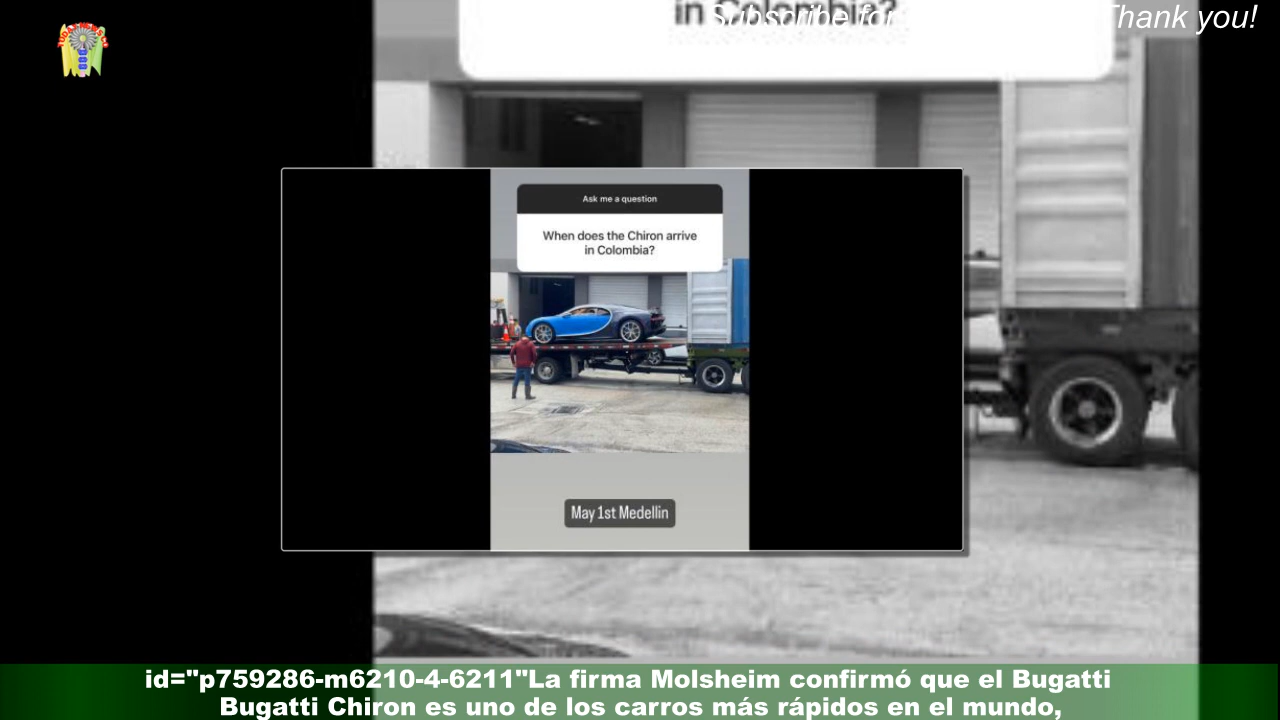 in Colombia?
Subscribe for
Thank you!
Ask me a question
When does the Chiron arrive
in Colombia?
May 1st Medellin
id="p759286-m6210-4-6211"La firma Molsheim confirmó que el Bugatti
Bugatti Chiron es uno de los carros más rápidos en el mundo,